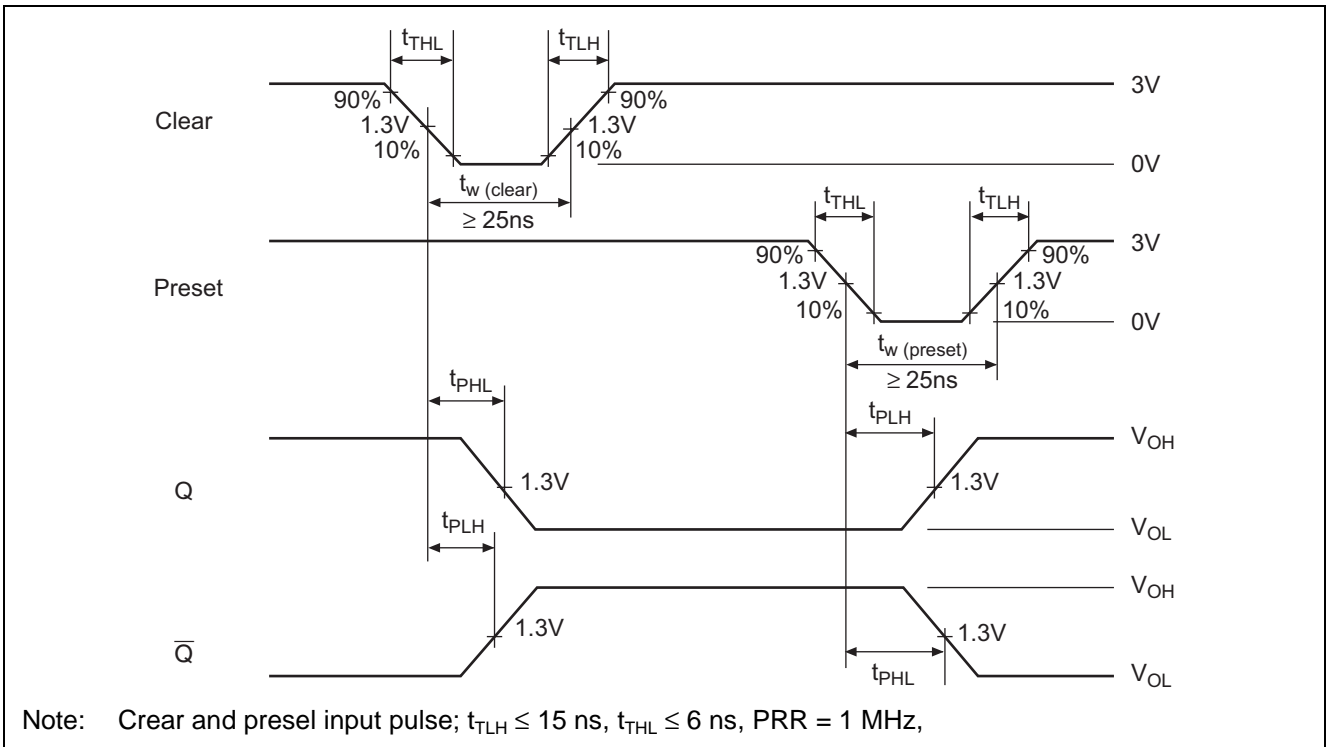 tTHL tTLH
3V
90% 90%
Clear 1.3V 1.3V
10% 10%
0V
tw (clear)
≥ 25ns
tTHL tTLH
3V
90% 90%
Preset 1.3V 1.3V
10% 10%
0V
tw (preset)
≥ 25ns
tPHL
tPLH
VOH
Q 1.3V 1.3V
tPLH
VOL
VOH
Q̅ 1.3V 1.3V
tPHL
VOL
Note: Crear and presel input pulse; tTLH ≤ 15 ns, tTHL ≤ 6 ns, PRR = 1 MHz,